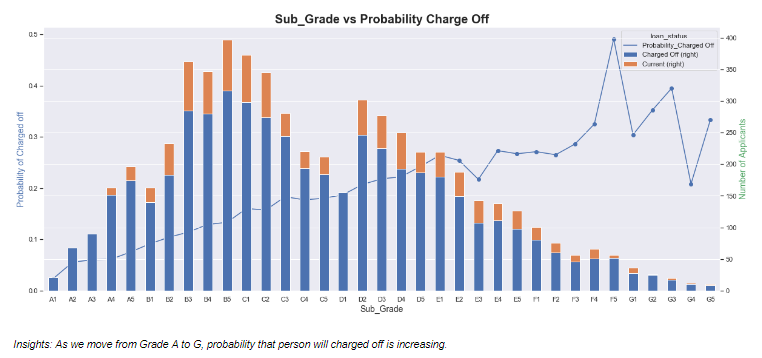 Sub_Grade vs Probability Charge Off
loan_status
Probability_Charged Off
Charged Off (right)
Current (right)
Probability of Charged off
0.5
0.4
0.3
0.2
0.1
0.0
Number of Applicants
400
350
300
250
200
150
100
50
0
A1 A2 A3 A4 A5 B1 B2 B3 B4 B5 C1 C2 C3 C4 C5 D1 D2 D3 D4 D5 E1 E2 E3 E4 E5 F1 F2 F3 F4 F5 G1 G2 G3 G4 G5
Sub_Grade
Insights: As we move from Grade A to G, probability that person will charged off is increasing.